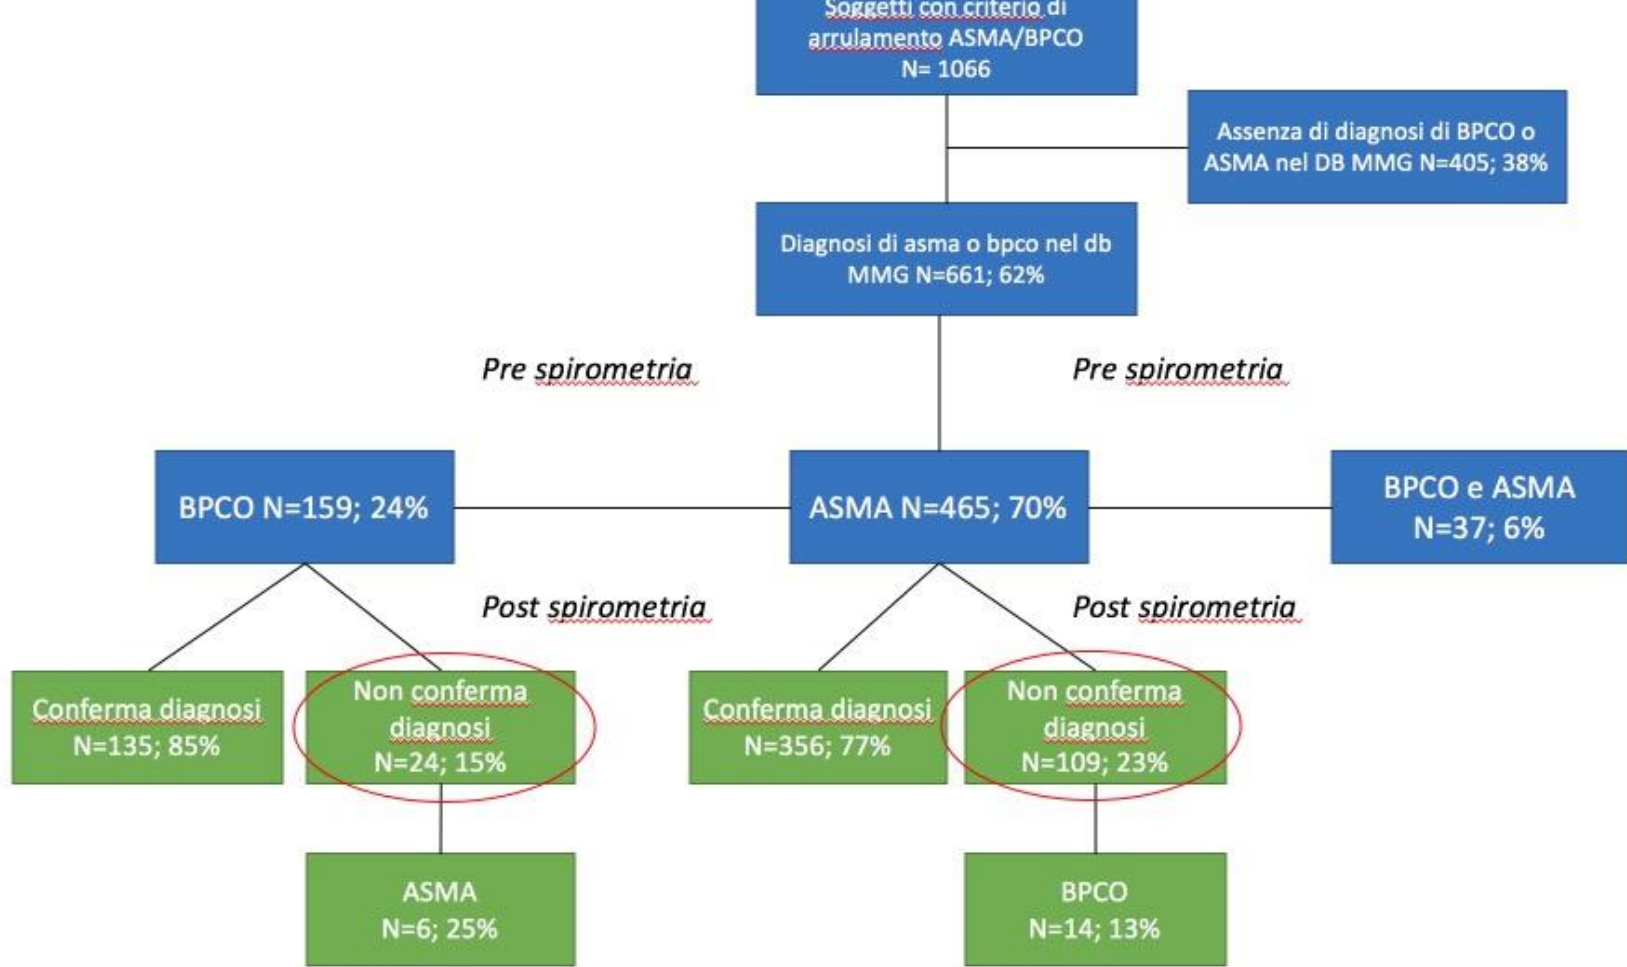 Soggetti con criterio di
arrulamento ASMA/BPCO
N= 1066
Assenza di diagnosi di BPCO o
ASMA nel DB MMG N=405; 38%
Diagnosi di asma o bpco nel db
MMG N=661; 62%
Pre spirometria
Pre spirometria
BPCO N=159; 24%
ASMA N=465; 70%
BPCO e ASMA
N=37; 6%
Post spirometria
Post spirometria
Conferma diagnosi
N=135; 85%
Non conferma
diagnosi
N=24; 15%
Conferma diagnosi
N=356; 77%
Non conferma
diagnosi
N=109; 23%
ASMA
N=6; 25%
BPCO
N=14; 13%